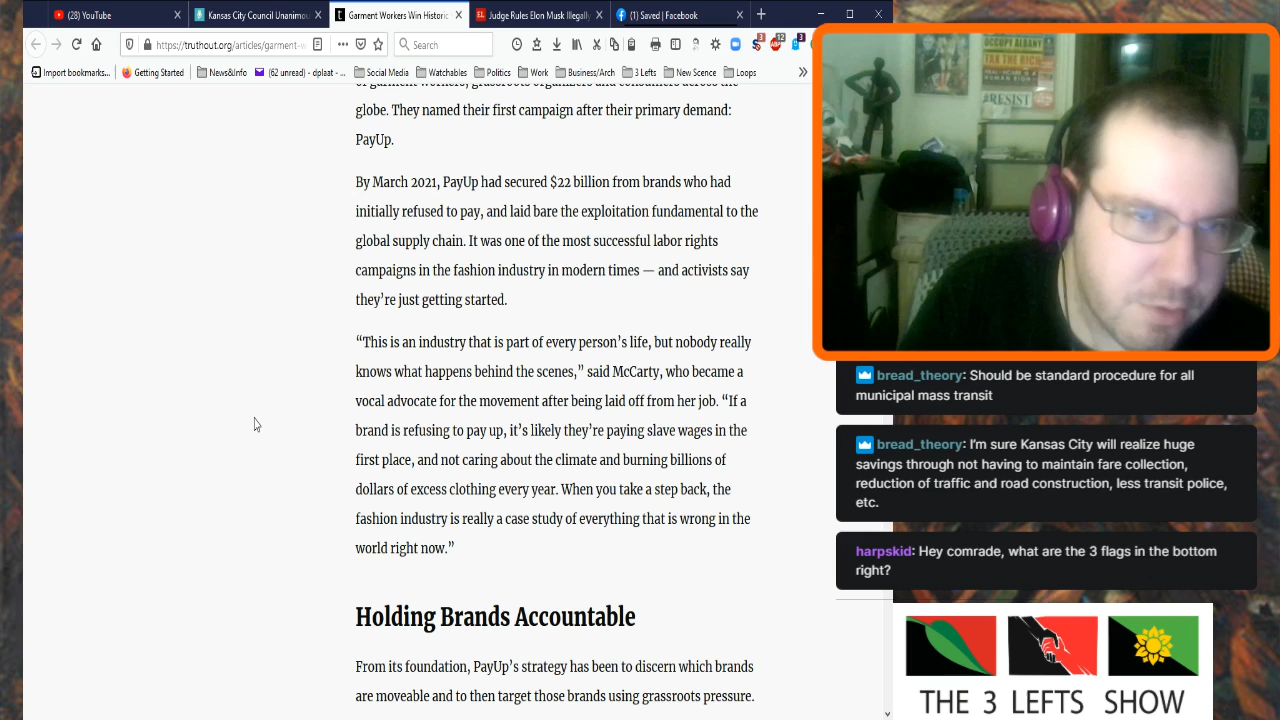 (28) YouTube
Kansas City Council Unanimou
Garment Workers Win Historic
Judge Rules Elon Musk Illegally
(1) Saved | Facebook
https://truthout.org/articles/garment-w
Search
Import bookmarks...
Getting Started
News&Info
(62 unread) - dplaat - ...
Social Media
Watchables
Politics
Work
Business/Arch
3 Lefts
New Scence
Loops
of garment workers, grassroots organizers and consumers across the
globe. They named their first campaign after their primary demand:
PayUp.
By March 2021, PayUp had secured $22 billion from brands who had
initially refused to pay, and laid bare the exploitation fundamental to the
global supply chain. It was one of the most successful labor rights
campaigns in the fashion industry in modern times — and activists say
they’re just getting started.
“This is an industry that is part of every person’s life, but nobody really
knows what happens behind the scenes,” said McCarty, who became a
vocal advocate for the movement after being laid off from her job. “If a
brand is refusing to pay up, it’s likely they’re paying slave wages in the
first place, and not caring about the climate and burning billions of
dollars of excess clothing every year. When you take a step back, the
fashion industry is really a case study of everything that is wrong in the
world right now.”
Holding Brands Accountable
From its foundation, PayUp’s strategy has been to discern which brands
are moveable and to then target those brands using grassroots pressure.
OCCUPY ALBANY
TAX THE RICH
HUMAN RIGHT
#RESIST
bread_theory: Should be standard procedure for all
municipal mass transit
bread_theory: I’m sure Kansas City will realize huge
savings through not having to maintain fare collection,
reduction of traffic and road construction, less transit police,
etc.
harpskid: Hey comrade, what are the 3 flags in the bottom
right?
THE 3 LEFTS SHOW